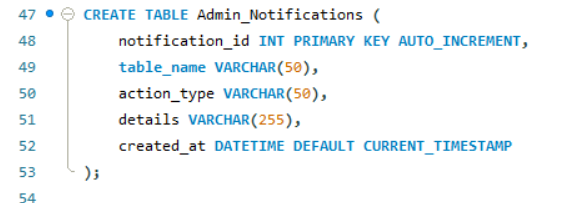 47 CREATE TABLE Admin_Notifications (
48 notification_id INT PRIMARY KEY AUTO_INCREMENT,
49 table_name VARCHAR(50),
50 action_type VARCHAR(50),
51 details VARCHAR(255),
52 created_at DATETIME DEFAULT CURRENT_TIMESTAMP
53 );
54